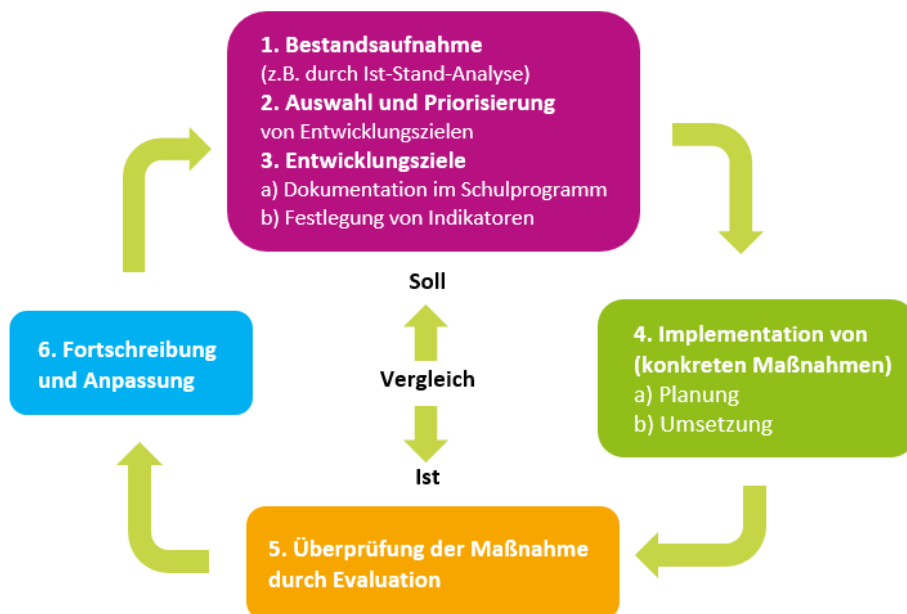 1. Bestandsaufnahme
(z.B. durch Ist-Stand-Analyse)
2. Auswahl und Priorisierung
von Entwicklungszielen
3. Entwicklungsziele
a) Dokumentation im Schulprogramm
b) Festlegung von Indikatoren
Soll
Vergleich
Ist
4. Implementation von
(konkreten Maßnahmen)
a) Planung
b) Umsetzung
5. Überprüfung der Maßnahme
durch Evaluation
6. Fortschreibung
und Anpassung